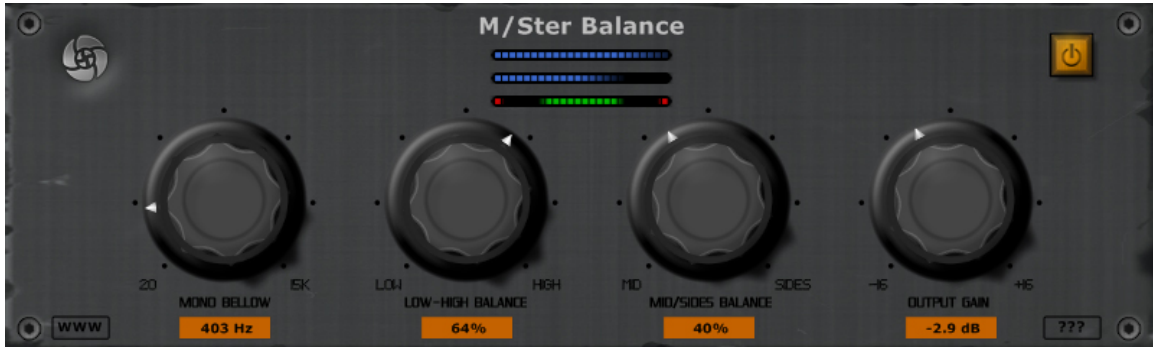 M/Ster Balance
20 15K LOW HIGH MID SIDES -16 +16
MONO BELLOW LOW-HIGH BALANCE MID/SIDES BALANCE OUTPUT GAIN
WWW 403 Hz 64% 40% -2.9 dB ???